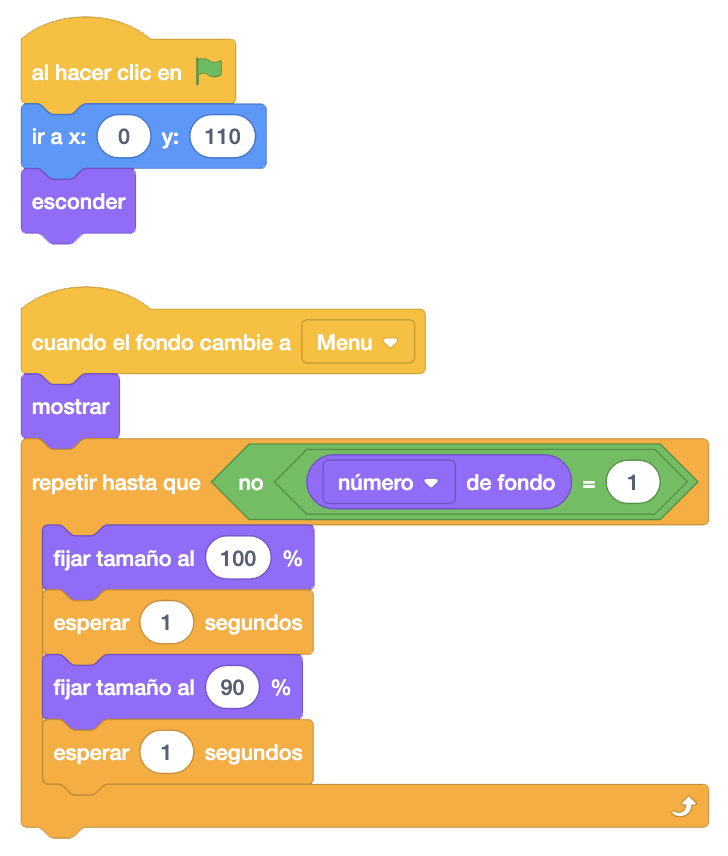 al hacer clic en
ir a x: 0 y: 110
esconder
cuando el fondo cambie a Menu
mostrar
repetir hasta que no número de fondo = 1
fijar tamaño al 100 %
esperar 1 segundos
fijar tamaño al 90 %
esperar 1 segundos